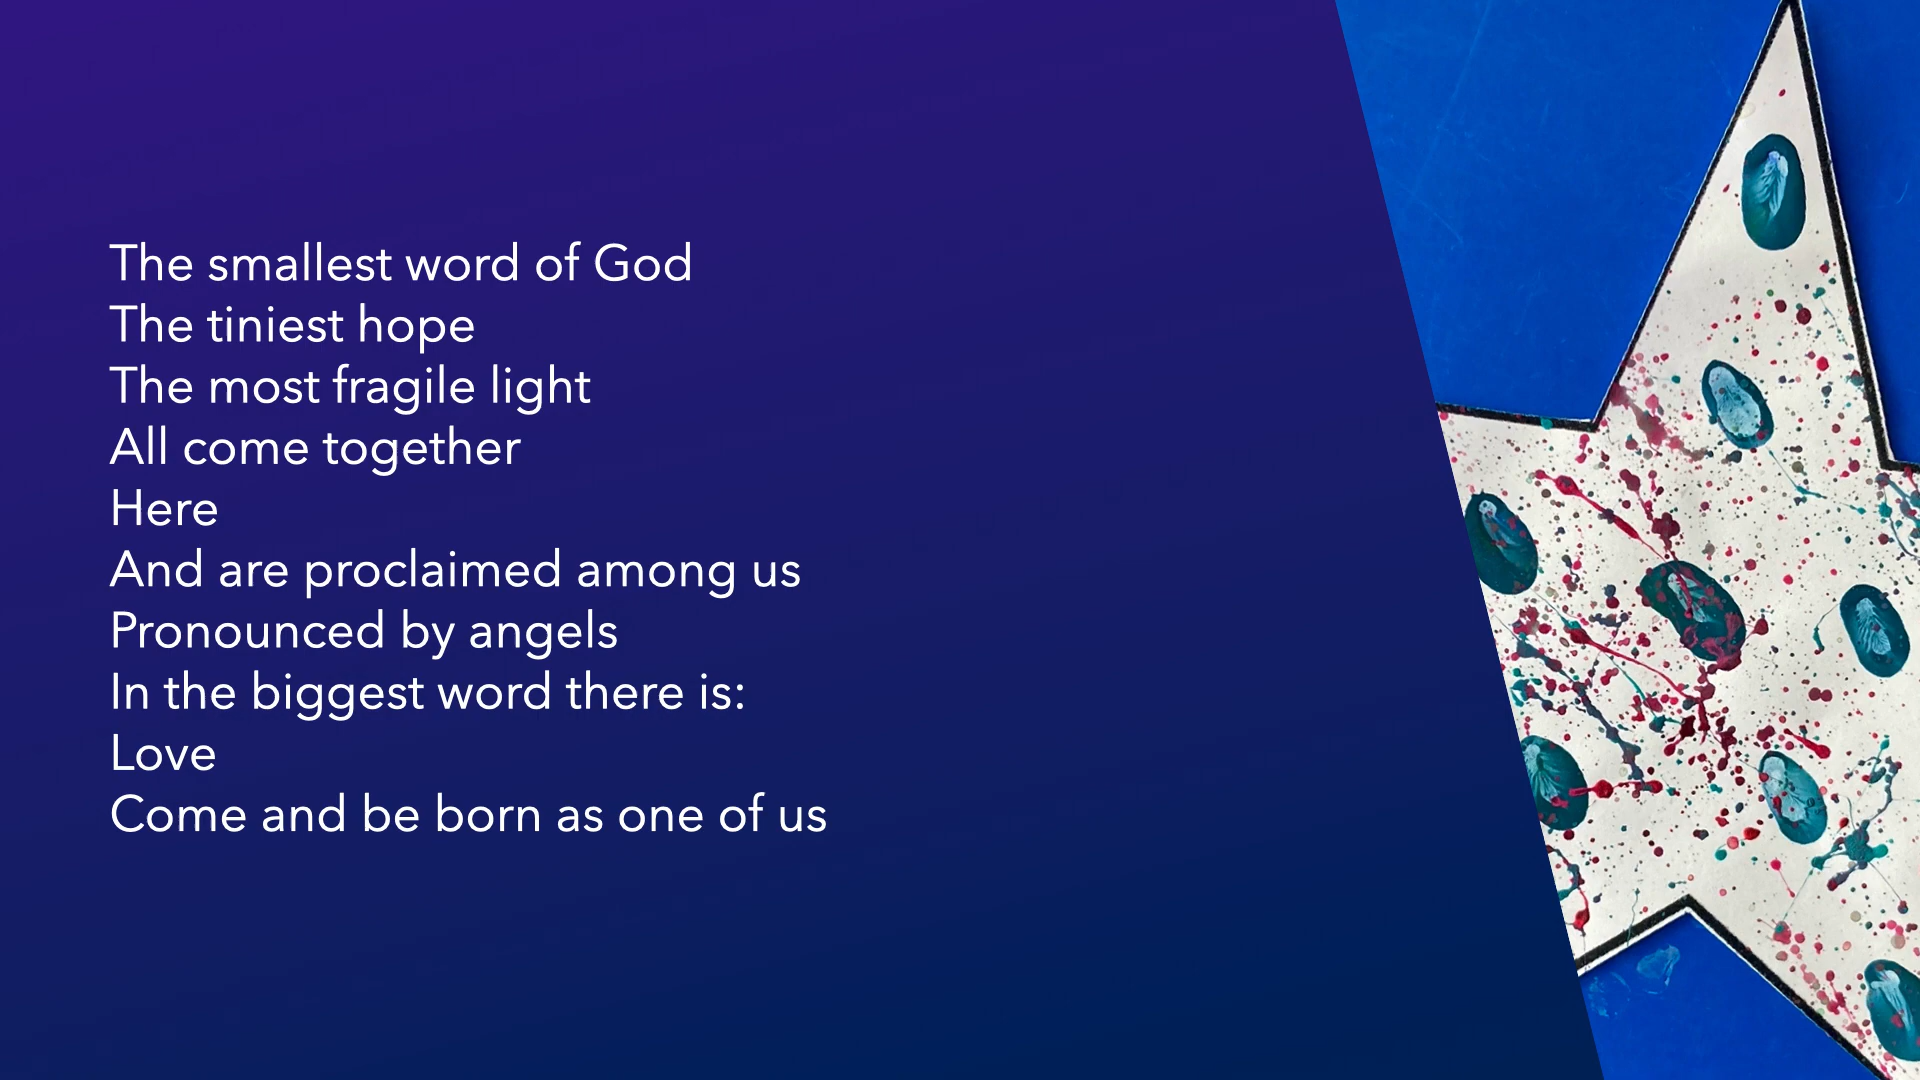 The smallest word of God
The tiniest hope
The most fragile light
All come together
Here
And are proclaimed among us
Pronounced by angels
In the biggest word there is:
Love
Come and be born as one of us